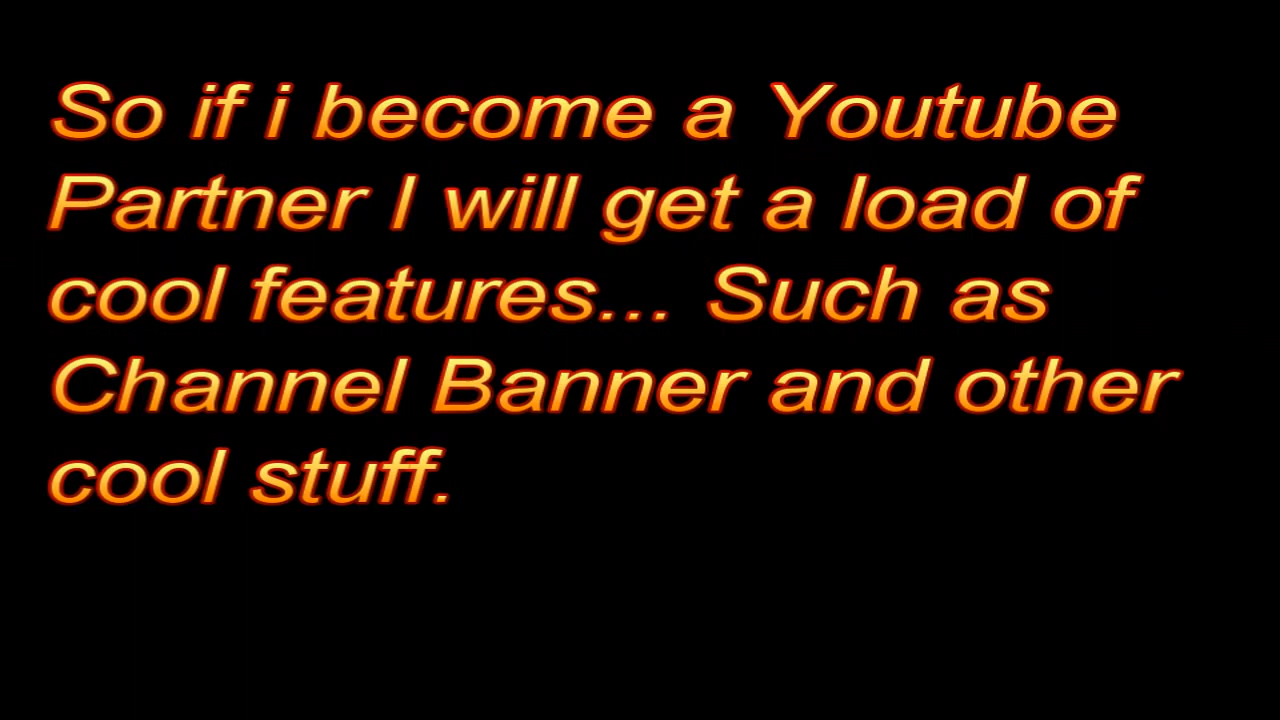 So if i become a Youtube
Partner I will get a load of
cool features... Such as
Channel Banner and other
cool stuff.